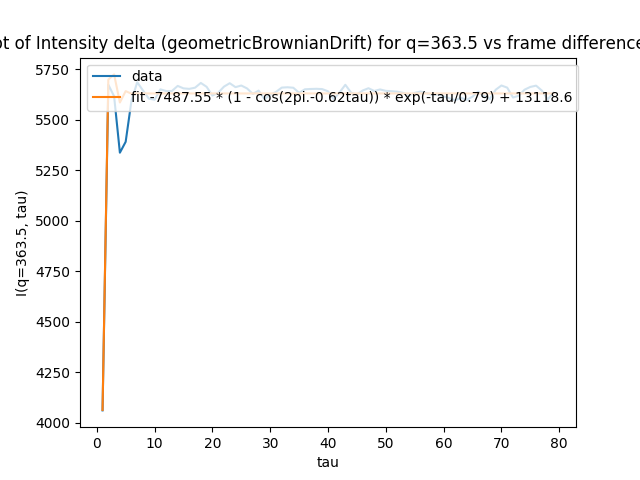 ot of Intensity delta (geometricBrownianDrift) for q=363.5 vs frame difference
data
fit -7487.55 * (1 - cos(2pi.-0.62tau)) * exp(-tau/0.79) + 13118.6
5750
5500
5250
5000
4750
4500
4250
4000
I(q=363.5, tau)
0 10 20 30 40 50 60 70 80
tau